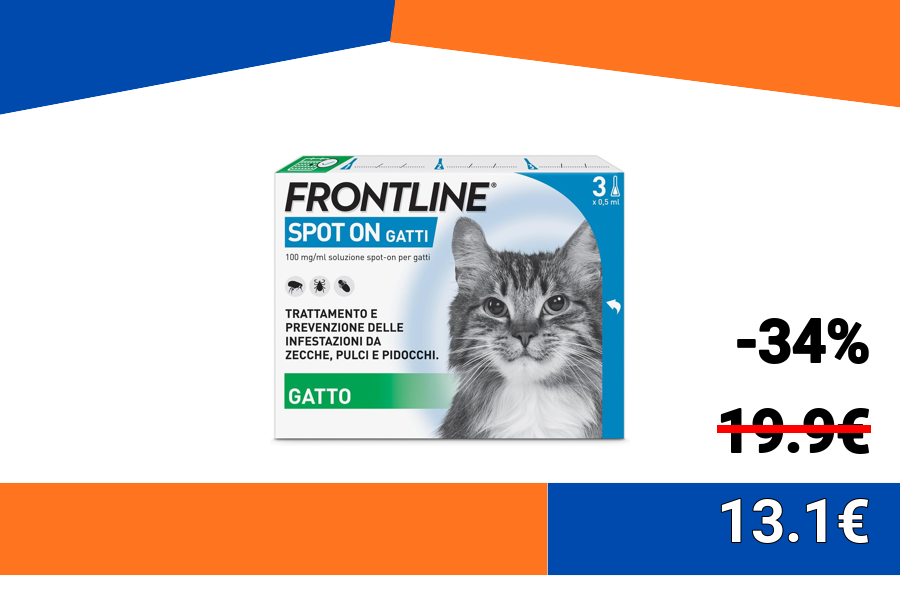 FRONTLINE®
3
x 0,5 ml
SPOT ON GATTI
100 mg/ml soluzione spot-on per gatti
TRATTAMENTO E
PREVENZIONE DELLE
INFESTAZIONI DA
ZECCHE, PULCI E PIDOCCHI.
GATTO
-34%
19.9€
13.1€